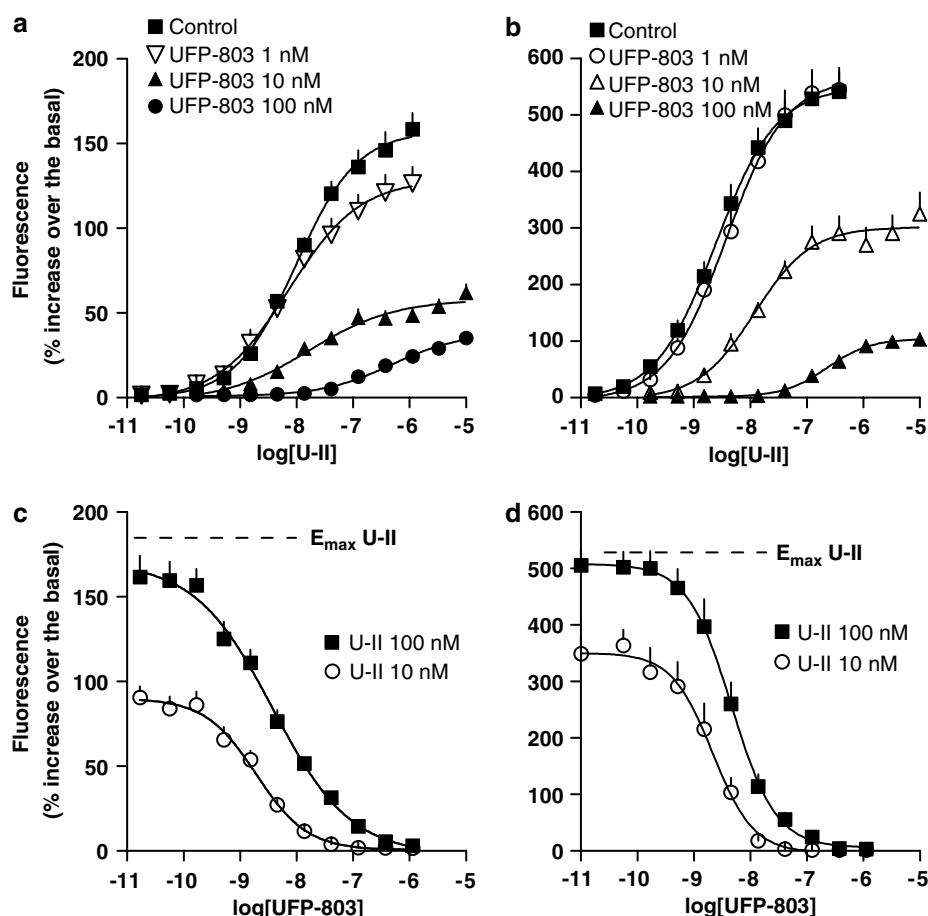 a
■ Control
▽ UFP-803 1 nM
▲ UFP-803 10 nM
● UFP-803 100 nM
Fluorescence
(% increase over the basal)
200
150
100
50
0
-11 -10 -9 -8 -7 -6 -5
log[U-II]
b
■ Control
○ UFP-803 1 nM
△ UFP-803 10 nM
▲ UFP-803 100 nM
600
500
400
300
200
100
0
-11 -10 -9 -8 -7 -6 -5
log[U-II]
c
Emax U-II
■ U-II 100 nM
○ U-II 10 nM
Fluorescence
(% increase over the basal)
200
150
100
50
0
-11 -10 -9 -8 -7 -6 -5
log[UFP-803]
d
Emax U-II
■ U-II 100 nM
○ U-II 10 nM
600
500
400
300
200
100
0
-11 -10 -9 -8 -7 -6 -5
log[UFP-803]